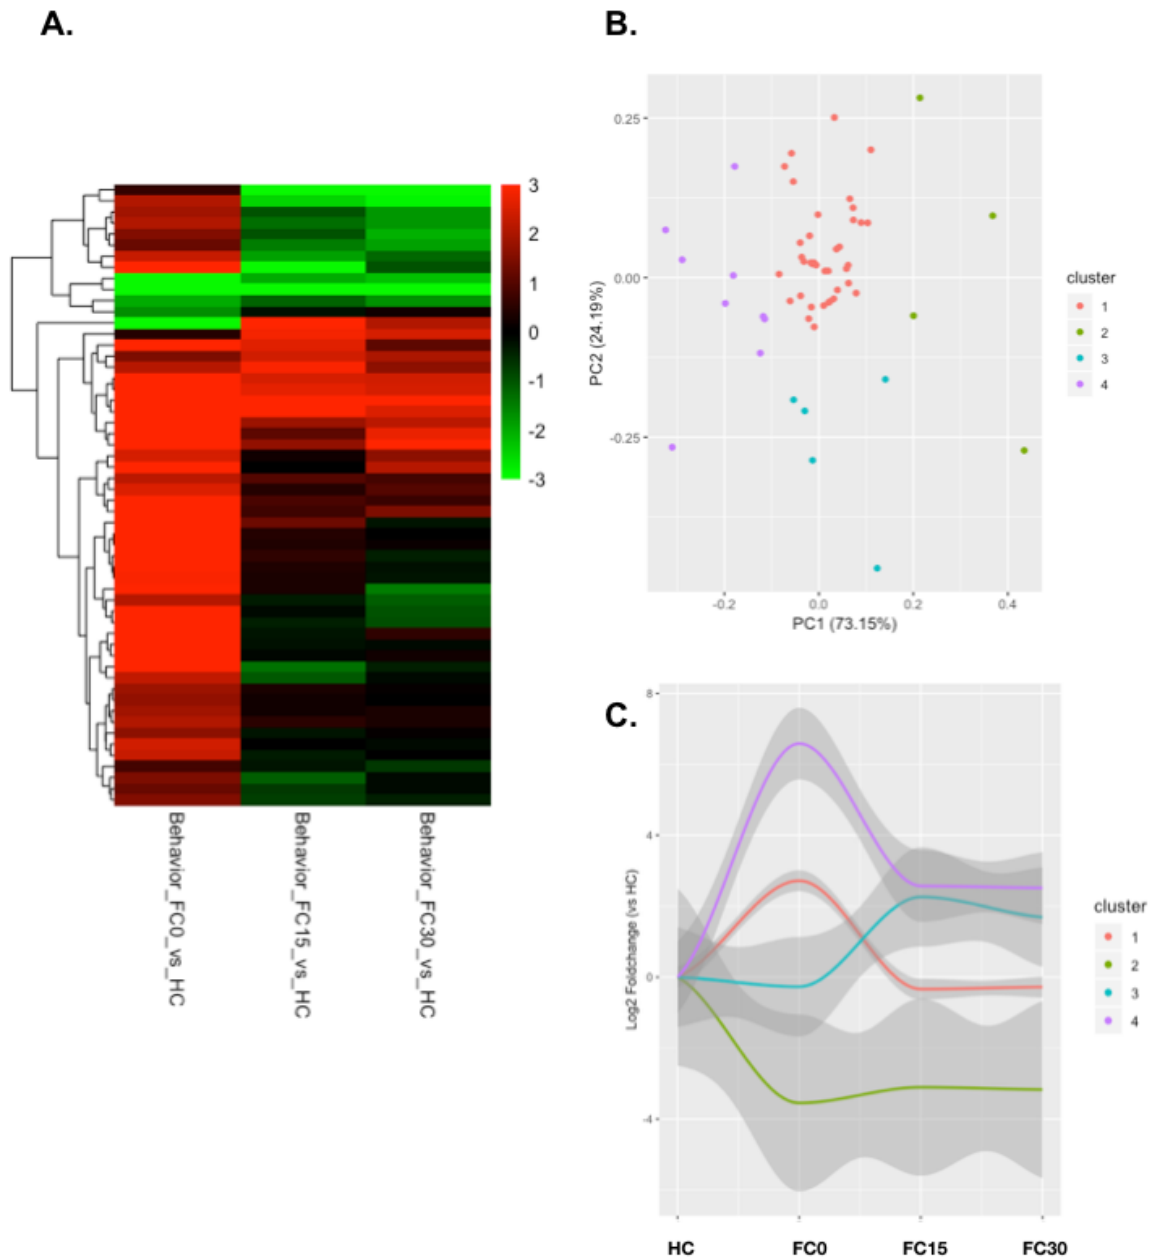 A.
3
2
1
0
-1
-2
-3
Behavior_FC0_vs_HC
Behavior_FC15_vs_HC
Behavior_FC30_vs_HC
B.
PC2 (24.19%)
0.25
0.00
-0.25
-0.2
0.0
0.2
0.4
PC1 (73.15%)
cluster
1
2
3
4
C.
Log2 Foldchange (vs HC)
8
4
0
-4
HC
FC0
FC15
FC30
cluster
1
2
3
4